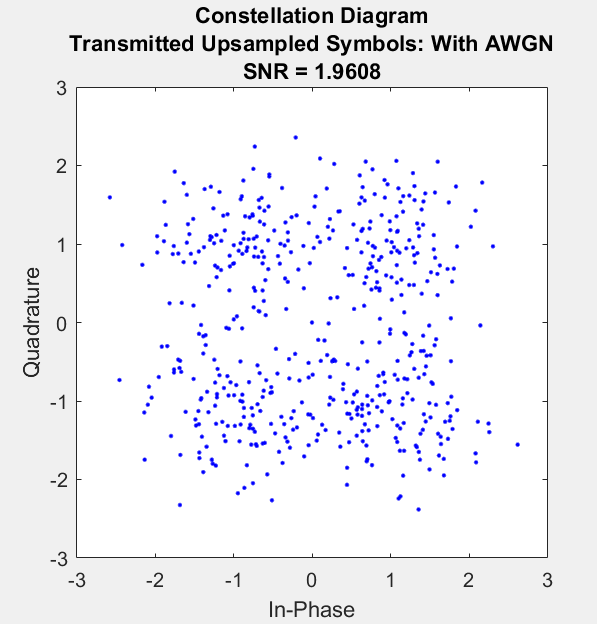 Constellation Diagram
Transmitted Upsampled Symbols: With AWGN
SNR = 1.9608
3
2
1
0
-1
-2
-3
Quadrature
-3 -2 -1 0 1 2 3
In-Phase